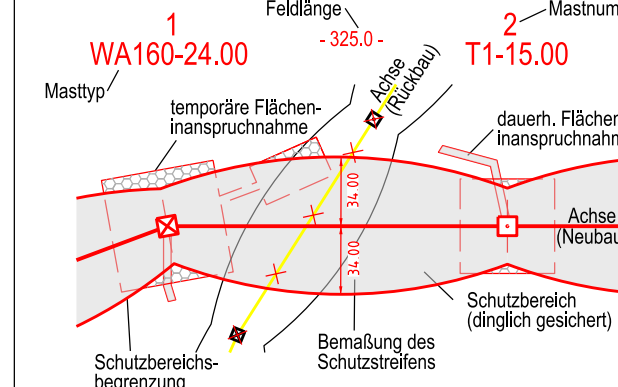 Feldlänge
1
WA160-24.00
- 325.0 -
2
Mastnum
T1-15.00
Masttyp
Achse
(Rückbau)
temporäre Flächen-
inanspruchnahme
dauerh. Flächen
inanspruchnahm
34.00
34.00
Achse
(Neubau
Schutzbereich
(dinglich gesichert)
Bemaßung des
Schutzstreifens
Schutzbereichs-
begrenzung